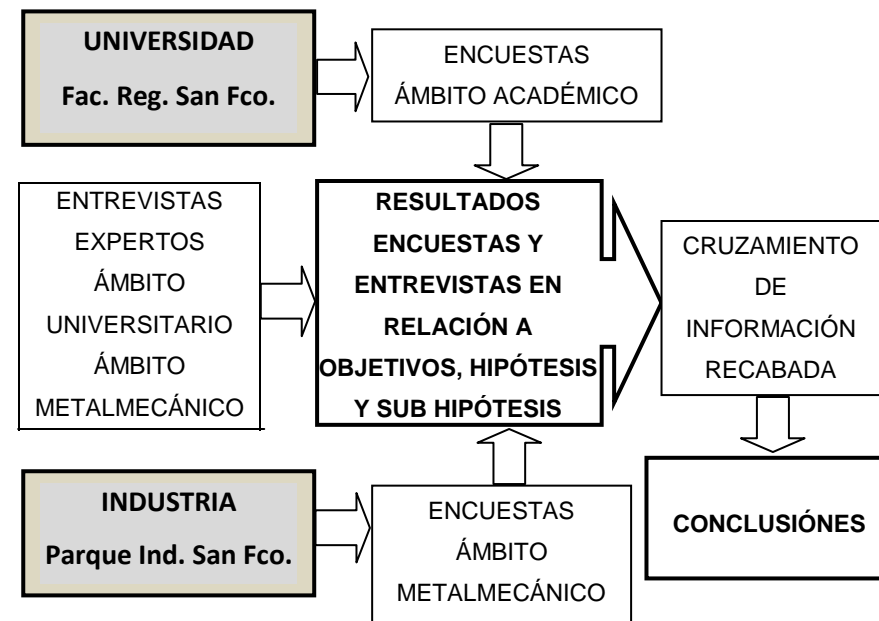 UNIVERSIDAD
Fac. Reg. San Fco.
ENCUESTAS
ÁMBITO ACADÉMICO
ENTREVISTAS
EXPERTOS
ÁMBITO
UNIVERSITARIO
ÁMBITO
METALMECÁNICO
RESULTADOS
ENCUESTAS Y
ENTREVISTAS EN
RELACIÓN A
OBJETIVOS, HIPÓTESIS
Y SUB HIPÓTESIS
CRUZAMIENTO
DE
INFORMACIÓN
RECABADA
INDUSTRIA
Parque Ind. San Fco.
ENCUESTAS
ÁMBITO
METALMECÁNICO
CONCLUSIÓNES